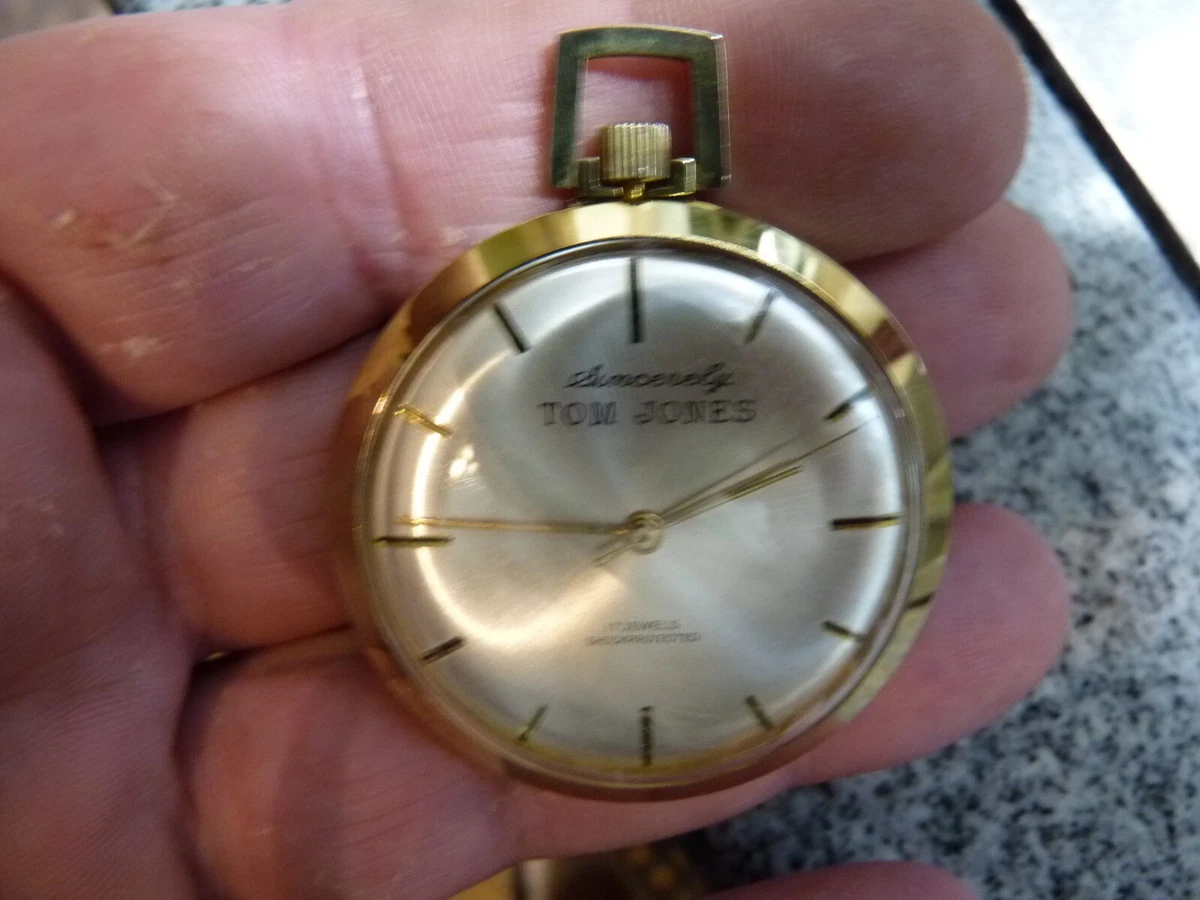 Sincerely
TOM JONES
17 JEWELS
SHOCKPROTECTED